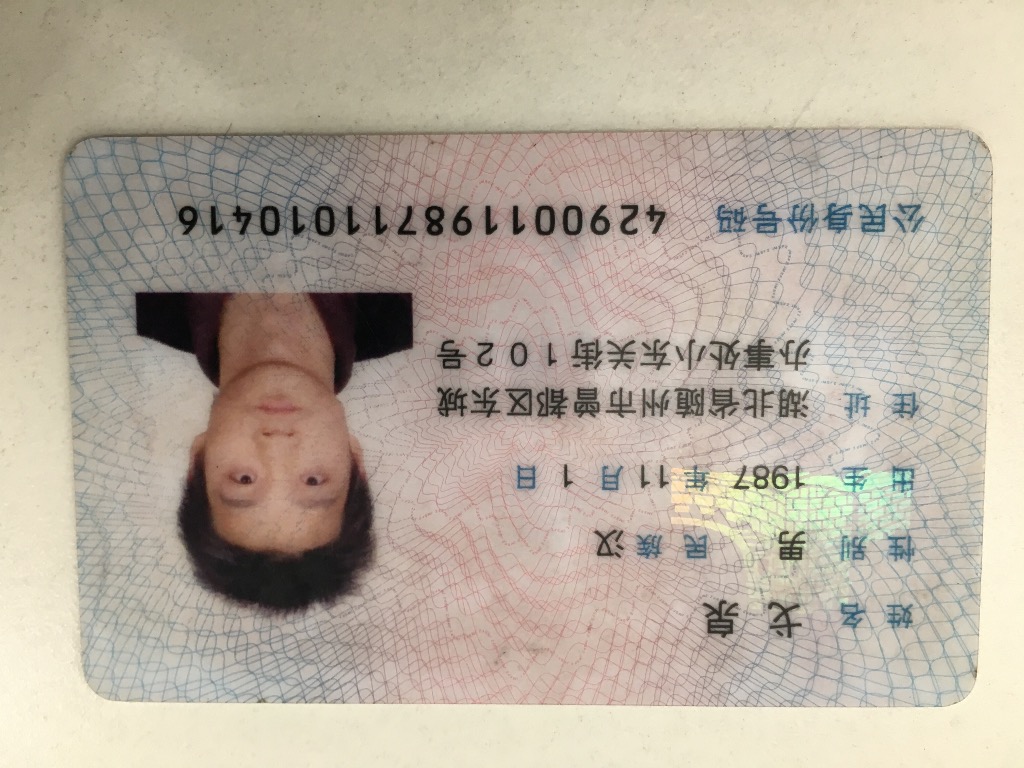 姓名 戈泉
性别 男 民族 汉
出生 1987 年 11 月 1 日
住址 湖北省随州市曾都区东城
办事处小东关街102号
公民身份号码 429001198711010416